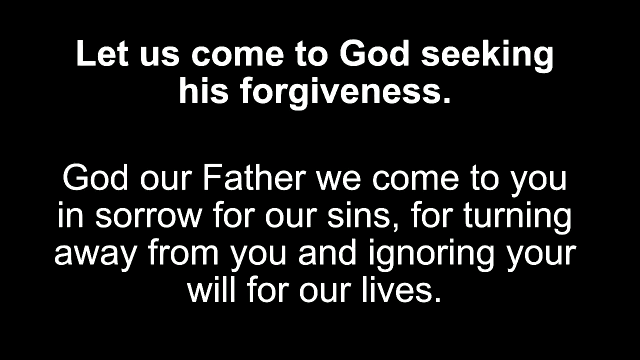 Let us come to God seeking
his forgiveness.
God our Father we come to you
in sorrow for our sins, for turning
away from you and ignoring your
will for our lives.